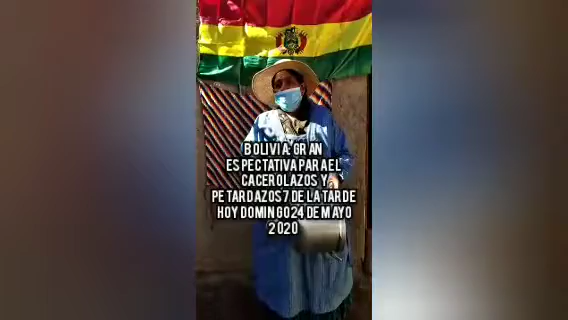 BOLIVIA: GRAN
ESPECTATIVA PARA EL
CACEROLAZOS Y
PETARDAZOS 7 DE LA TARDE
HOY DOMINGO 24 DE MAYO
2020